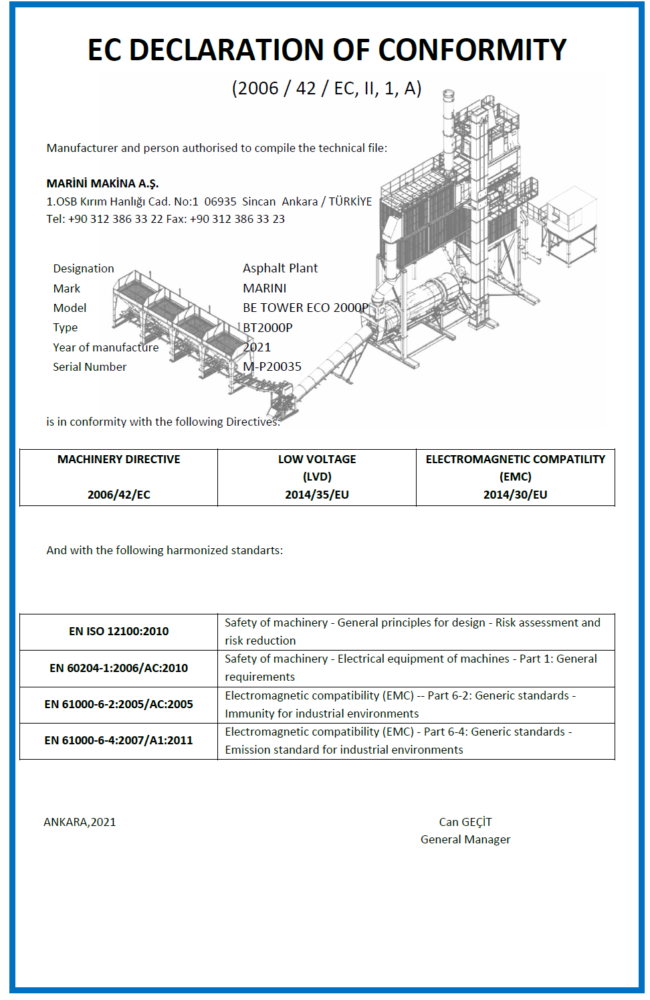 EC DECLARATION OF CONFORMITY
(2006 / 42 / EC, II, 1, A)
Manufacturer and person authorised to compile the technical file:
MARİNİ MAKİNA A.Ş.
1.OSB Kırım Hanlığı Cad. No:1 06935 Sincan Ankara / TÜRKİYE
Tel: +90 312 386 33 22 Fax: +90 312 386 33 23
Designation Asphalt Plant
Mark MARINI
Model BE TOWER ECO 2000P
Type BT2000P
Year of manufacture 2021
Serial Number M-P20035
is in conformity with the following Directives:
MACHINERY DIRECTIVE
2006/42/EC
LOW VOLTAGE
(LVD)
2014/35/EU
ELECTROMAGNETIC COMPATILITY
(EMC)
2014/30/EU
And with the following harmonized standarts:
EN ISO 12100:2010
Safety of machinery - General principles for design - Risk assessment and
risk reduction
EN 60204-1:2006/AC:2010
Safety of machinery - Electrical equipment of machines - Part 1: General
requirements
EN 61000-6-2:2005/AC:2005
Electromagnetic compatibility (EMC) -- Part 6-2: Generic standards -
Immunity for industrial environments
EN 61000-6-4:2007/A1:2011
Electromagnetic compatibility (EMC) - Part 6-4: Generic standards -
Emission standard for industrial environments
ANKARA,2021
Can GEÇİT
General Manager